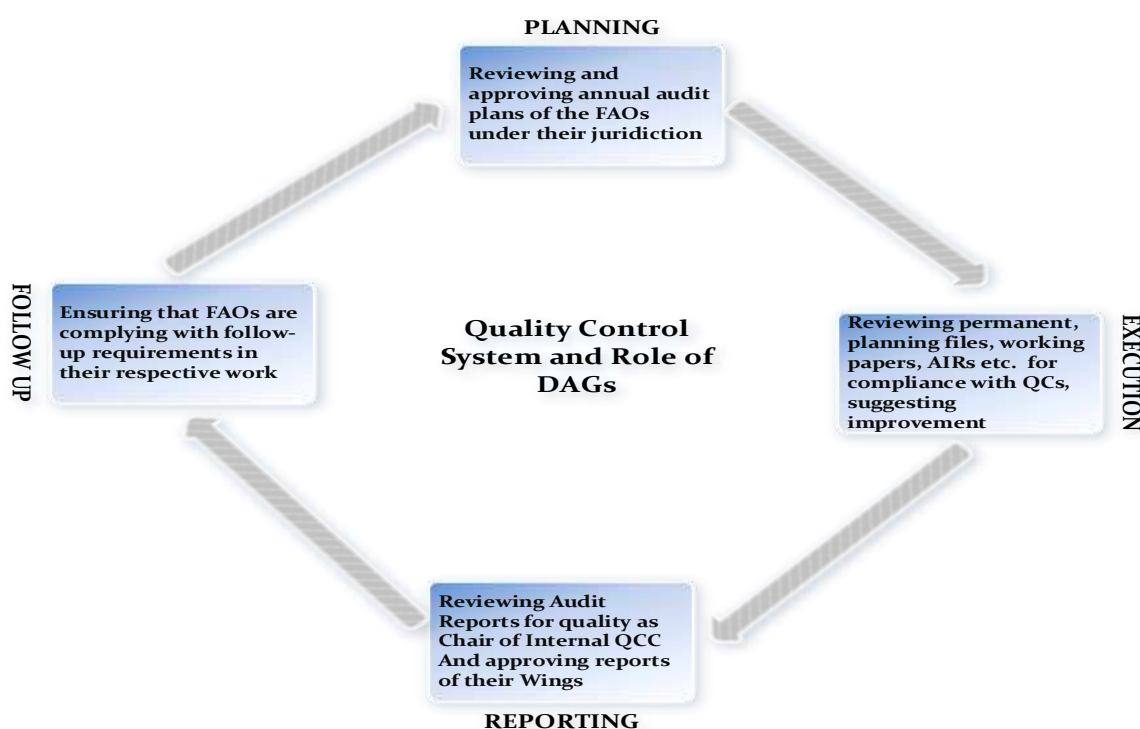 PLANNING
Reviewing and
approving annual audit
plans of the FAOs
under their juridiction
FOLLOW UP
Ensuring that FAOs are
complying with follow-
up requirements in
their respective work
Quality Control
System and Role of
DAGs
Reviewing permanent,
planning files, working
papers, AIRs etc. for
compliance with QCs,
suggesting
improvement
EXECUTION
Reviewing Audit
Reports for quality as
Chair of Internal QCC
And approving reports
of their Wings
REPORTING